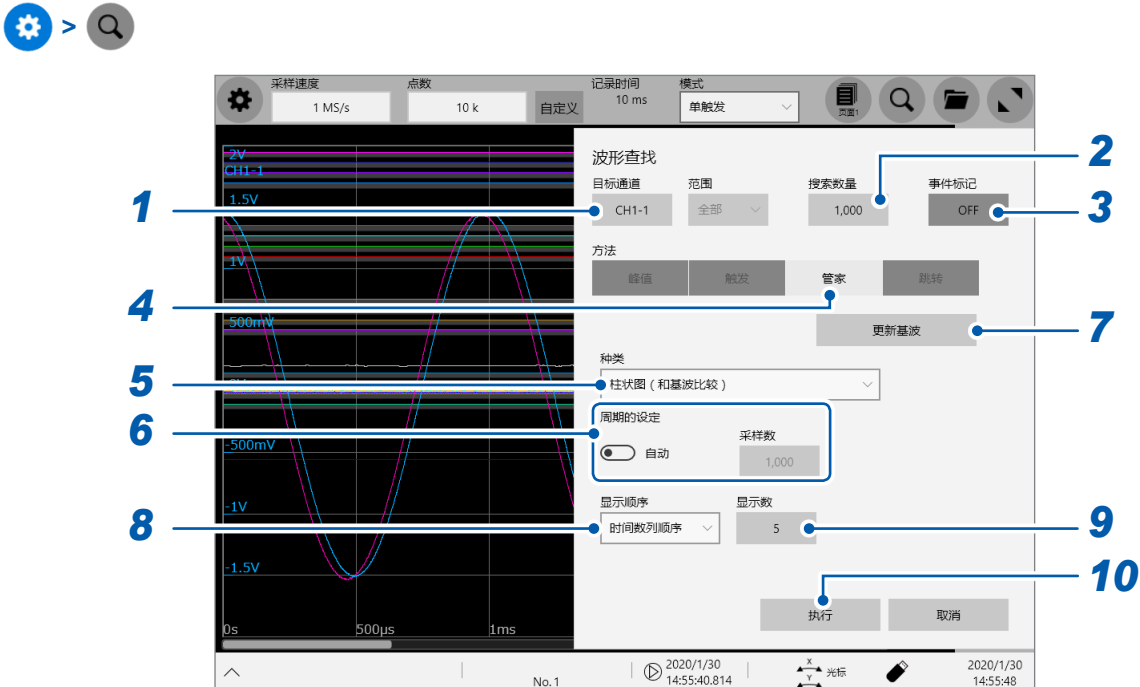 >
采样速度
点数
记录时间
模式
1 MS/s
10 k
自定义
10 ms
单触发
页面1
2V
CH1-1
1.5V
1V
500mV
-500mV
-1V
-1.5V
0s
500μs
1ms
波形查找
目标通道
范围
搜索数量
事件标记
CH1-1
全部
1,000
OFF
方法
峰值
触发
管家
跳转
更新基波
种类
柱状图（和基波比较）
周期的设定
自动
采样数
1,000
显示顺序
显示数
时间数列顺序
5
执行
取消
No. 1
2020/1/30
14:55:40.814
X
Y
光标
2020/1/30
14:55:48
1
2
3
4
5
6
7
8
9
10